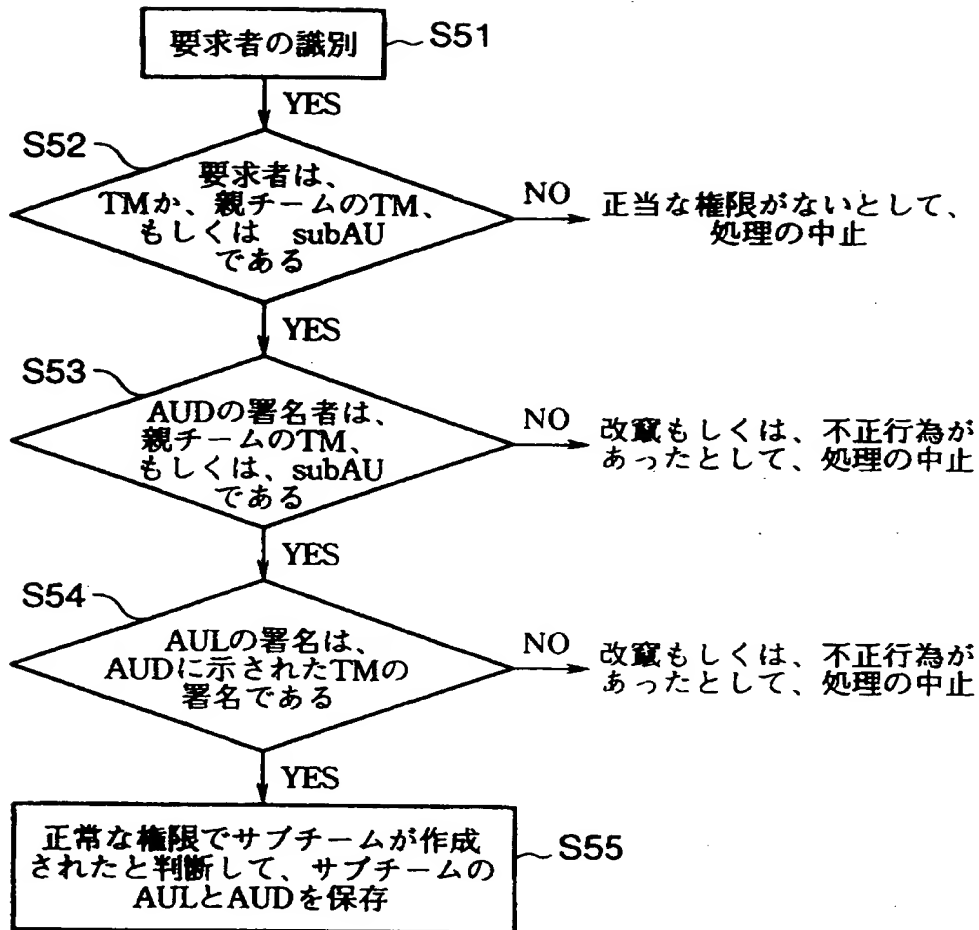 要求者の識別
S51
YES
S52
要求者は、
TMか、親チームのTM、
もしくは subAU
である
NO
正当な権限がないとして、
処理の中止
YES
S53
AUDの署名者は、
親チームのTM、
もしくは、subAU
である
NO
改竄もしくは、不正行為が
あったとして、処理の中止
YES
S54
AULの署名は、
AUDに示されたTMの
署名である
NO
改竄もしくは、不正行為が
あったとして、処理の中止
YES
正常な権限でサブチームが作成
されたと判断して、サブチームの
AULとAUDを保存
S55